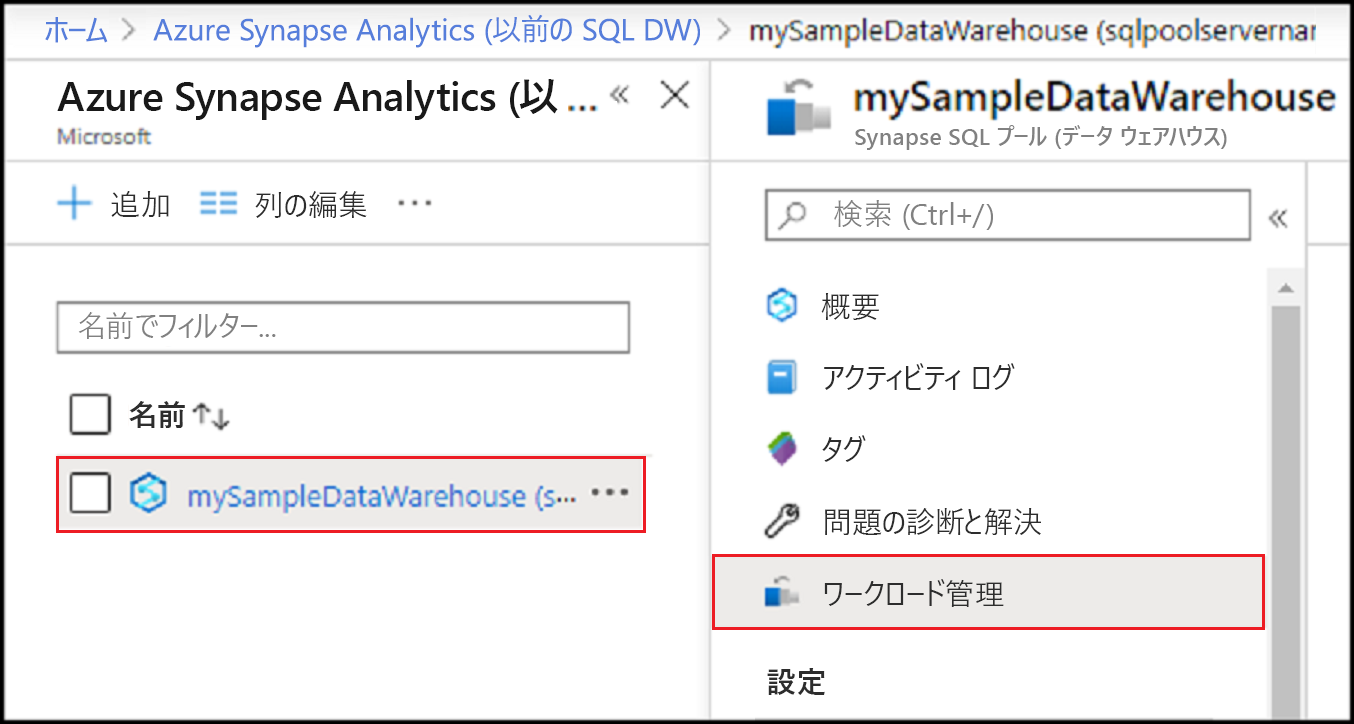 ホーム > Azure Synapse Analytics (以前の SQL DW) > mySampleDataWarehouse (sqlpoolservernar
Azure Synapse Analytics (以 ... «
Microsoft
追加 列の編集 ...
名前でフィルター...
名前 ↑↓
mySampleDataWarehouse (s... ...
mySampleDataWarehouse
Synapse SQL プール (データ ウェアハウス)
検索 (Ctrl+/) «
概要
アクティビティ ログ
タグ
問題の診断と解決
ワークロード管理
設定